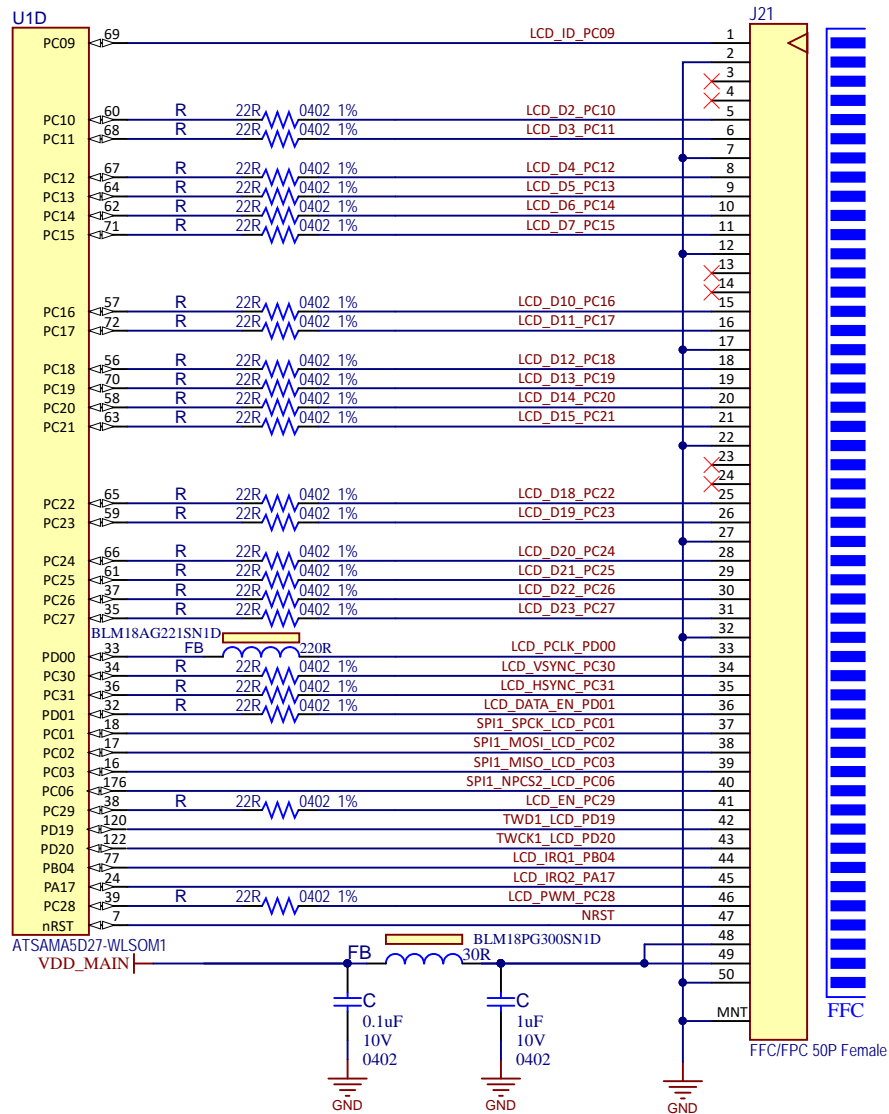 U1D J21
PC09 69 LCD_ID_PC09 1
2
3
4
PC10 60 R 22R 0402 1% LCD_D2_PC10 5
PC11 68 R 22R 0402 1% LCD_D3_PC11 6
7
PC12 67 R 22R 0402 1% LCD_D4_PC12 8
PC13 64 R 22R 0402 1% LCD_D5_PC13 9
PC14 62 R 22R 0402 1% LCD_D6_PC14 10
PC15 71 R 22R 0402 1% LCD_D7_PC15 11
12
13
14
PC16 57 R 22R 0402 1% LCD_D10_PC16 15
PC17 72 R 22R 0402 1% LCD_D11_PC17 16
17
PC18 56 R 22R 0402 1% LCD_D12_PC18 18
PC19 70 R 22R 0402 1% LCD_D13_PC19 19
PC20 58 R 22R 0402 1% LCD_D14_PC20 20
PC21 63 R 22R 0402 1% LCD_D15_PC21 21
22
23
24
PC22 65 R 22R 0402 1% LCD_D18_PC22 25
PC23 59 R 22R 0402 1% LCD_D19_PC23 26
27
PC24 66 R 22R 0402 1% LCD_D20_PC24 28
PC25 61 R 22R 0402 1% LCD_D21_PC25 29
PC26 37 R 22R 0402 1% LCD_D22_PC26 30
PC27 35 R 22R 0402 1% LCD_D23_PC27 31
BLM18AG221SN1D 32
PD00 33 FB 220R LCD_PCLK_PD00 33
PC30 34 R 22R 0402 1% LCD_VSYNC_PC30 34
PC31 36 R 22R 0402 1% LCD_HSYNC_PC31 35
PD01 32 R 22R 0402 1% LCD_DATA_EN_PD01 36
PC01 18 SPI1_SPCK_LCD_PC01 37
PC02 17 SPI1_MOSI_LCD_PC02 38
PC03 16 SPI1_MISO_LCD_PC03 39
PC06 176 SPI1_NPCS2_LCD_PC06 40
PC29 38 R 22R 0402 1% LCD_EN_PC29 41
PD19 120 TWD1_LCD_PD19 42
PD20 122 TWCK1_LCD_PD20 43
PB04 77 LCD_IRQ1_PB04 44
PA17 24 LCD_IRQ2_PA17 45
PC28 39 R 22R 0402 1% LCD_PWM_PC28 46
nRST 7 NRST 47
ATSAMA5D27-WLSOM1 BLM18PG300SN1D 48
VDD_MAIN FB 30R 49
50
C C MNT FFC
0.1uF 1uF
10V 10V
0402 0402 FFC/FPC 50P Female
GND GND GND